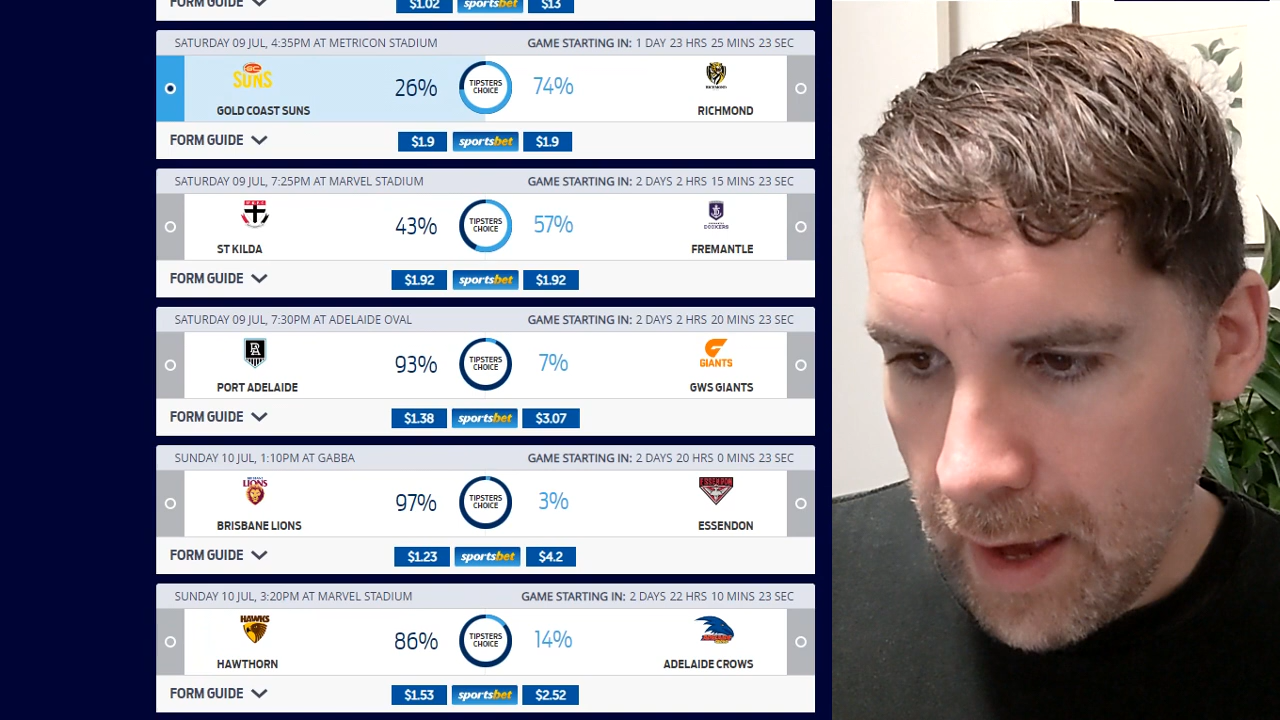 FORM GUIDE $1.02 sportsbet $13
SATURDAY 09 JUL, 4:35PM AT METRICON STADIUM GAME STARTING IN: 1 DAY 23 HRS 25 MINS 23 SEC
GC
SUNS 26% TIPSTERS CHOICE 74% RICHMOND
GOLD COAST SUNS RICHMOND
FORM GUIDE $1.9 sportsbet $1.9
SATURDAY 09 JUL, 7:25PM AT MARVEL STADIUM GAME STARTING IN: 2 DAYS 2 HRS 15 MINS 23 SEC
43% TIPSTERS CHOICE 57% DOCKERS
ST KILDA FREMANTLE
FORM GUIDE $1.92 sportsbet $1.92
SATURDAY 09 JUL, 7:30PM AT ADELAIDE OVAL GAME STARTING IN: 2 DAYS 2 HRS 20 MINS 23 SEC
PA 93% TIPSTERS CHOICE 7% GIANTS
PORT ADELAIDE GWS GIANTS
FORM GUIDE $1.38 sportsbet $3.07
SUNDAY 10 JUL, 1:10PM AT GABBA GAME STARTING IN: 2 DAYS 20 HRS 0 MINS 23 SEC
LIONS 97% TIPSTERS CHOICE 3% ESSENDON
BRISBANE LIONS ESSENDON
FORM GUIDE $1.23 sportsbet $4.2
SUNDAY 10 JUL, 3:20PM AT MARVEL STADIUM GAME STARTING IN: 2 DAYS 22 HRS 10 MINS 23 SEC
HAWKS 86% TIPSTERS CHOICE 14%
HAWTHORN ADELAIDE CROWS
FORM GUIDE $1.53 sportsbet $2.52